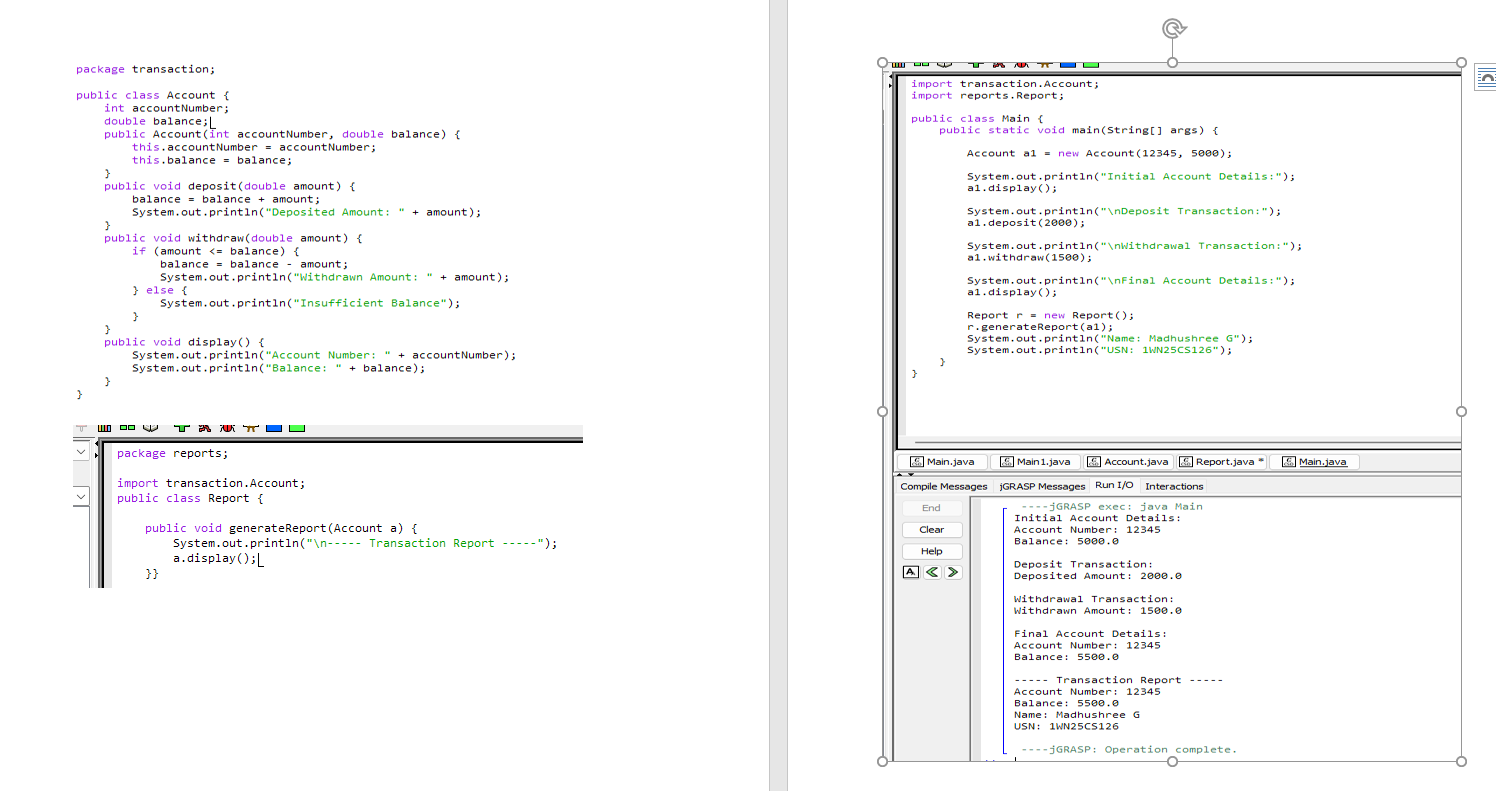 package transaction;

public class Account {
    int accountNumber;
    double balance;
    public Account(int accountNumber, double balance) {
        this.accountNumber = accountNumber;
        this.balance = balance;
    }
    public void deposit(double amount) {
        balance = balance + amount;
        System.out.println("Deposited Amount: " + amount);
    }
    public void withdraw(double amount) {
        if (amount <= balance) {
            balance = balance - amount;
            System.out.println("Withdrawn Amount: " + amount);
        } else {
            System.out.println("Insufficient Balance");
        }
    }
    public void display() {
        System.out.println("Account Number: " + accountNumber);
        System.out.println("Balance: " + balance);
    }
}

package reports;

import transaction.Account;
public class Report {

    public void generateReport(Account a) {
        System.out.println("\n----- Transaction Report -----");
        a.display();
    }}

import transaction.Account;
import reports.Report;

public class Main {
    public static void main(String[] args) {

        Account a1 = new Account(12345, 5000);

        System.out.println("Initial Account Details:");
        a1.display();

        System.out.println("\nDeposit Transaction:");
        a1.deposit(2000);

        System.out.println("\nWithdrawal Transaction:");
        a1.withdraw(1500);

        System.out.println("\nFinal Account Details:");
        a1.display();

        Report r = new Report();
        r.generateReport(a1);
        System.out.println("Name: Madhushree G");
        System.out.println("USN: 1WN25CS126");
    }
}

Main.java Main1.java Account.java Report.java * Main.java
Compile Messages jGRASP Messages Run I/O Interactions
End
Clear
Help
A
----jGRASP exec: java Main
Initial Account Details:
Account Number: 12345
Balance: 5000.0

Deposit Transaction:
Deposited Amount: 2000.0

Withdrawal Transaction:
Withdrawn Amount: 1500.0

Final Account Details:
Account Number: 12345
Balance: 5500.0

----- Transaction Report -----
Account Number: 12345
Balance: 5500.0
Name: Madhushree G
USN: 1WN25CS126

----jGRASP: Operation complete.